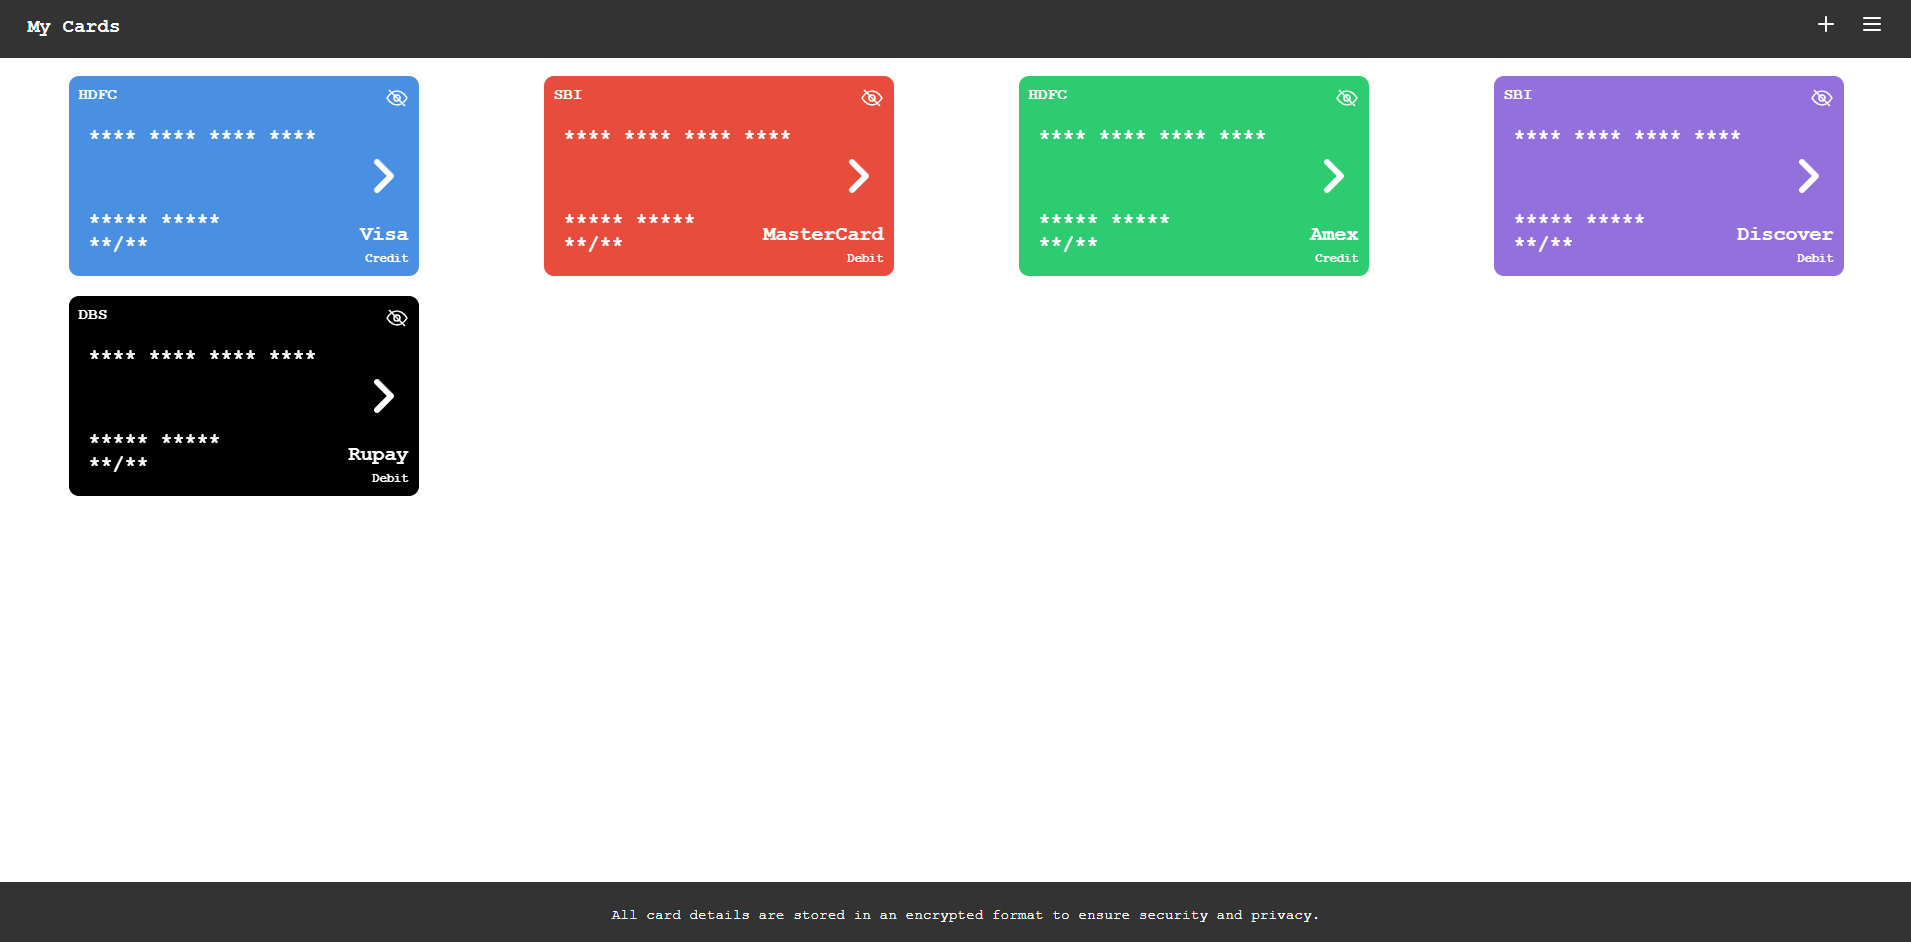 My Cards
HDFC
**** **** **** ****
***** *****
**/**
Visa
Credit
SBI
**** **** **** ****
***** *****
**/**
MasterCard
Debit
HDFC
**** **** **** ****
***** *****
**/**
Amex
Credit
SBI
**** **** **** ****
***** *****
**/**
Discover
Debit
DBS
**** **** **** ****
***** *****
**/**
Rupay
Debit
All card details are stored in an encrypted format to ensure security and privacy.